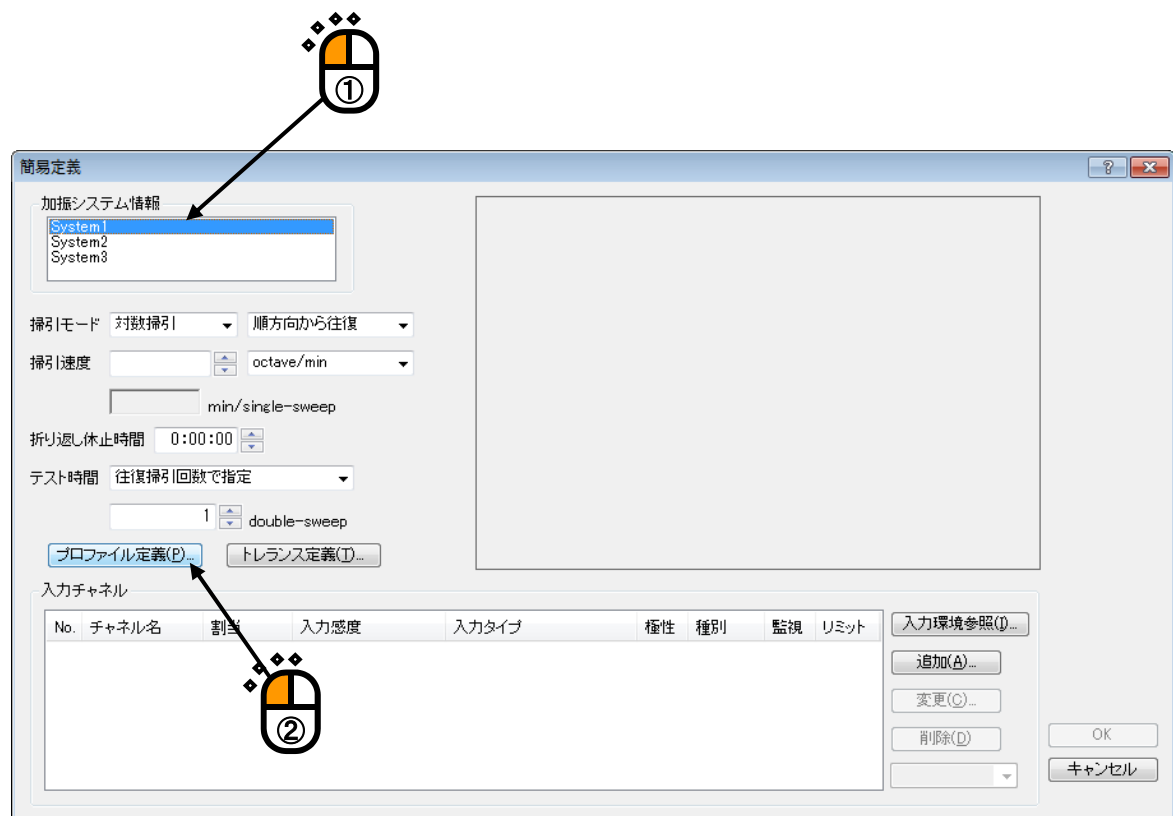 ①
簡易定義
加振システム情報
System1
System2
System3
掃引モード 対数掃引 順方向から往復
掃引速度 octave/min
min/single-sweep
折り返し休止時間 0:00:00
テスト時間 往復掃引回数で指定
1 double-sweep
プロファイル定義(P)... トレランス定義(T)...
入力チャネル
No. チャネル名 割当 入力感度 入力タイプ 極性 種別 監視 リミット 入力環境参照(I)...
追加(A)...
変更(C)...
②
削除(D) OK
キャンセル